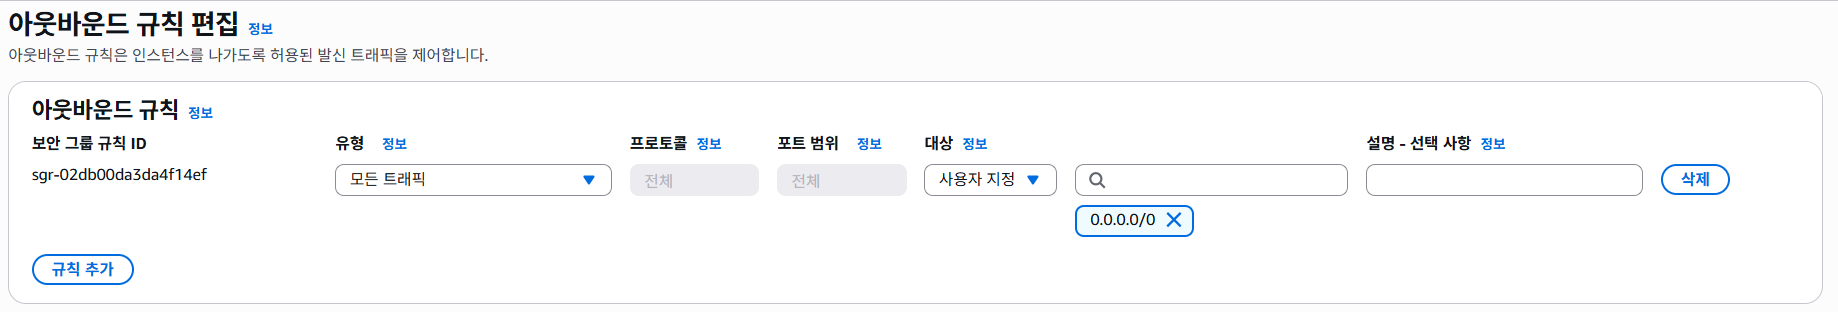 아웃바운드 규칙 편집 정보
아웃바운드 규칙은 인스턴스를 나가도록 허용된 발신 트래픽을 제어합니다.
아웃바운드 규칙 정보
보안 그룹 규칙 ID 유형 정보 프로토콜 정보 포트 범위 정보 대상 정보 설명 - 선택 사항 정보
sgr-02db00da3da4f14ef 모든 트래픽 전체 전체 사용자 지정 삭제
0.0.0.0/0
규칙 추가